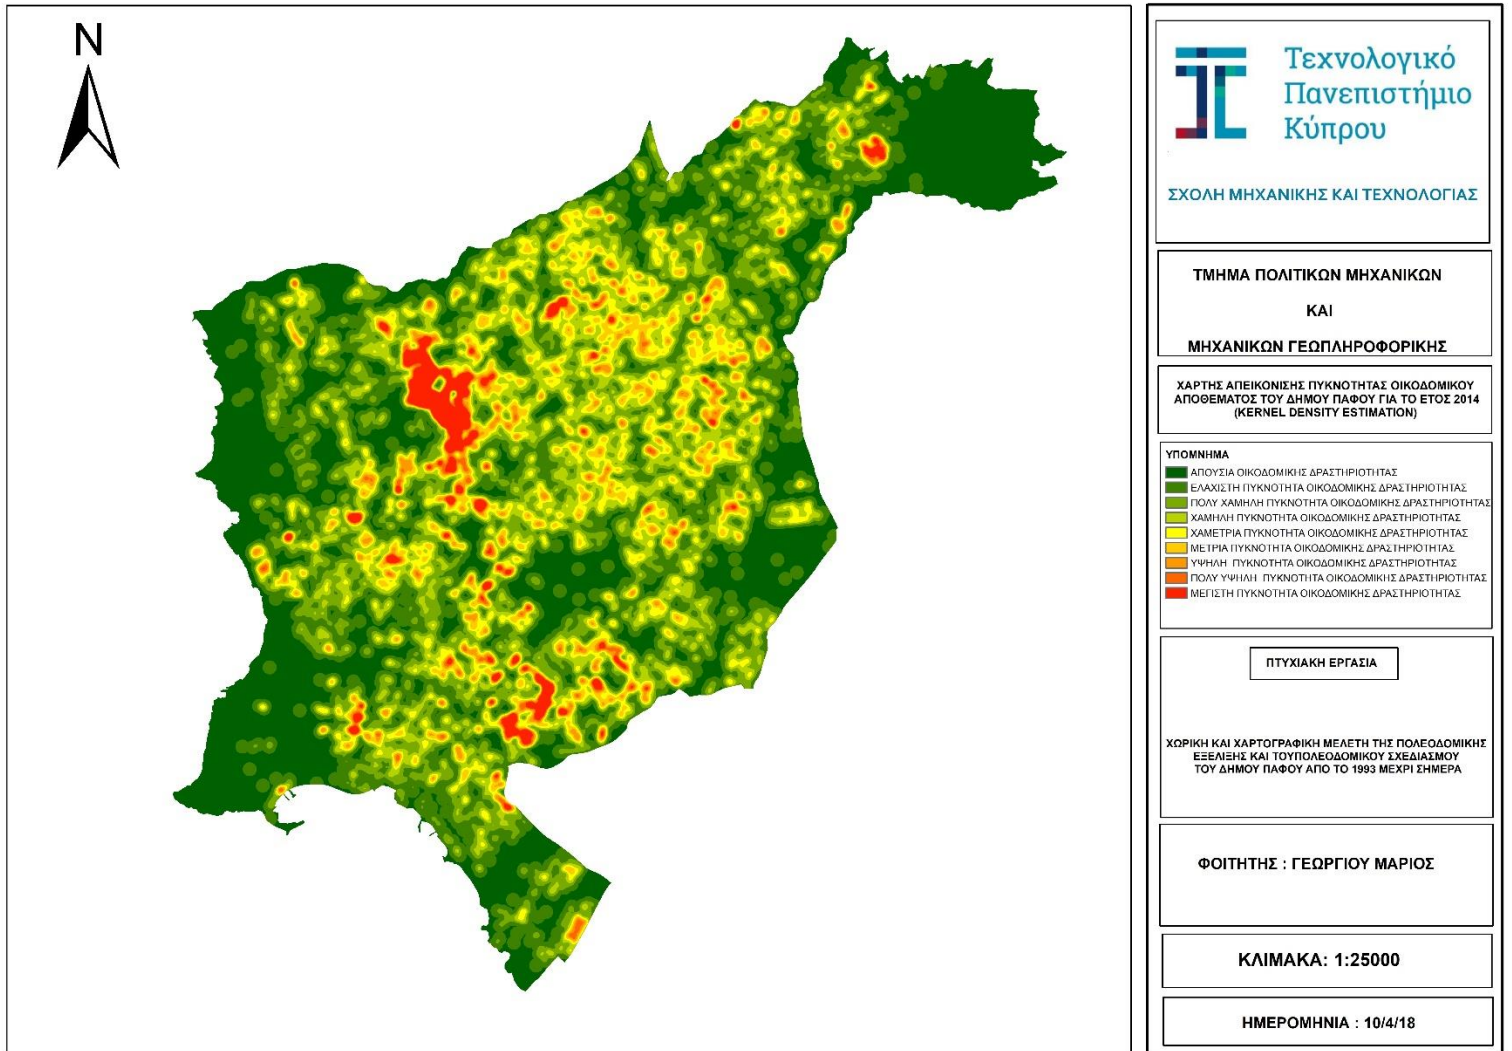 N
Τεχνολογικό
Πανεπιστήμιο
Κύπρου
ΣΧΟΛΗ ΜΗΧΑΝΙΚΗΣ ΚΑΙ ΤΕΧΝΟΛΟΓΙΑΣ
ΤΜΗΜΑ ΠΟΛΙΤΙΚΩΝ ΜΗΧΑΝΙΚΩΝ
ΚΑΙ
ΜΗΧΑΝΙΚΩΝ ΓΕΩΠΛΗΡΟΦΟΡΙΚΗΣ
ΧΑΡΤΗΣ ΑΠΕΙΚΟΝΙΣΗΣ ΠΥΚΝΟΤΗΤΑΣ ΟΙΚΟΔΟΜΙΚΟΥ
ΑΠΟΘΕΜΑΤΟΣ ΤΟΥ ΔΗΜΟΥ ΠΑΦΟΥ ΓΙΑ ΤΟ ΕΤΟΣ 2014
(KERNEL DENSITY ESTIMATION)
ΥΠΟΜΝΗΜΑ
ΑΠΟΥΣΙΑ ΟΙΚΟΔΟΜΙΚΗΣ ΔΡΑΣΤΗΡΙΟΤΗΤΑΣ
ΕΛΑΧΙΣΤΗ ΠΥΚΝΟΤΗΤΑ ΟΙΚΟΔΟΜΙΚΗΣ ΔΡΑΣΤΗΡΙΟΤΗΤΑΣ
ΠΟΛΥ ΧΑΜΗΛΗ ΠΥΚΝΟΤΗΤΑ ΟΙΚΟΔΟΜΙΚΗΣ ΔΡΑΣΤΗΡΙΟΤΗΤΑΣ
ΧΑΜΗΛΗ ΠΥΚΝΟΤΗΤΑ ΟΙΚΟΔΟΜΙΚΗΣ ΔΡΑΣΤΗΡΙΟΤΗΤΑΣ
ΧΑΜΕΤΡΙΑ ΠΥΚΝΟΤΗΤΑ ΟΙΚΟΔΟΜΙΚΗΣ ΔΡΑΣΤΗΡΙΟΤΗΤΑΣ
ΜΕΤΡΙΑ ΠΥΚΝΟΤΗΤΑ ΟΙΚΟΔΟΜΙΚΗΣ ΔΡΑΣΤΗΡΙΟΤΗΤΑΣ
ΥΨΗΛΗ ΠΥΚΝΟΤΗΤΑ ΟΙΚΟΔΟΜΙΚΗΣ ΔΡΑΣΤΗΡΙΟΤΗΤΑΣ
ΠΟΛΥ ΥΨΗΛΗ ΠΥΚΝΟΤΗΤΑ ΟΙΚΟΔΟΜΙΚΗΣ ΔΡΑΣΤΗΡΙΟΤΗΤΑΣ
ΜΕΓΙΣΤΗ ΠΥΚΝΟΤΗΤΑ ΟΙΚΟΔΟΜΙΚΗΣ ΔΡΑΣΤΗΡΙΟΤΗΤΑΣ
ΠΤΥΧΙΑΚΗ ΕΡΓΑΣΙΑ
ΧΩΡΙΚΗ ΚΑΙ ΧΑΡΤΟΓΡΑΦΙΚΗ ΜΕΛΕΤΗ ΤΗΣ ΠΟΛΕΟΔΟΜΙΚΗΣ
ΕΞΕΛΙΞΗΣ ΚΑΙ ΤΟΥΠΟΛΕΟΔΟΜΙΚΟΥ ΣΧΕΔΙΑΣΜΟΥ
ΤΟΥ ΔΗΜΟΥ ΠΑΦΟΥ ΑΠΟ ΤΟ 1993 ΜΕΧΡΙ ΣΗΜΕΡΑ
ΦΟΙΤΗΤΗΣ : ΓΕΩΡΓΙΟΥ ΜΑΡΙΟΣ
ΚΛΙΜΑΚΑ: 1:25000
ΗΜΕΡΟΜΗΝΙΑ : 10/4/18